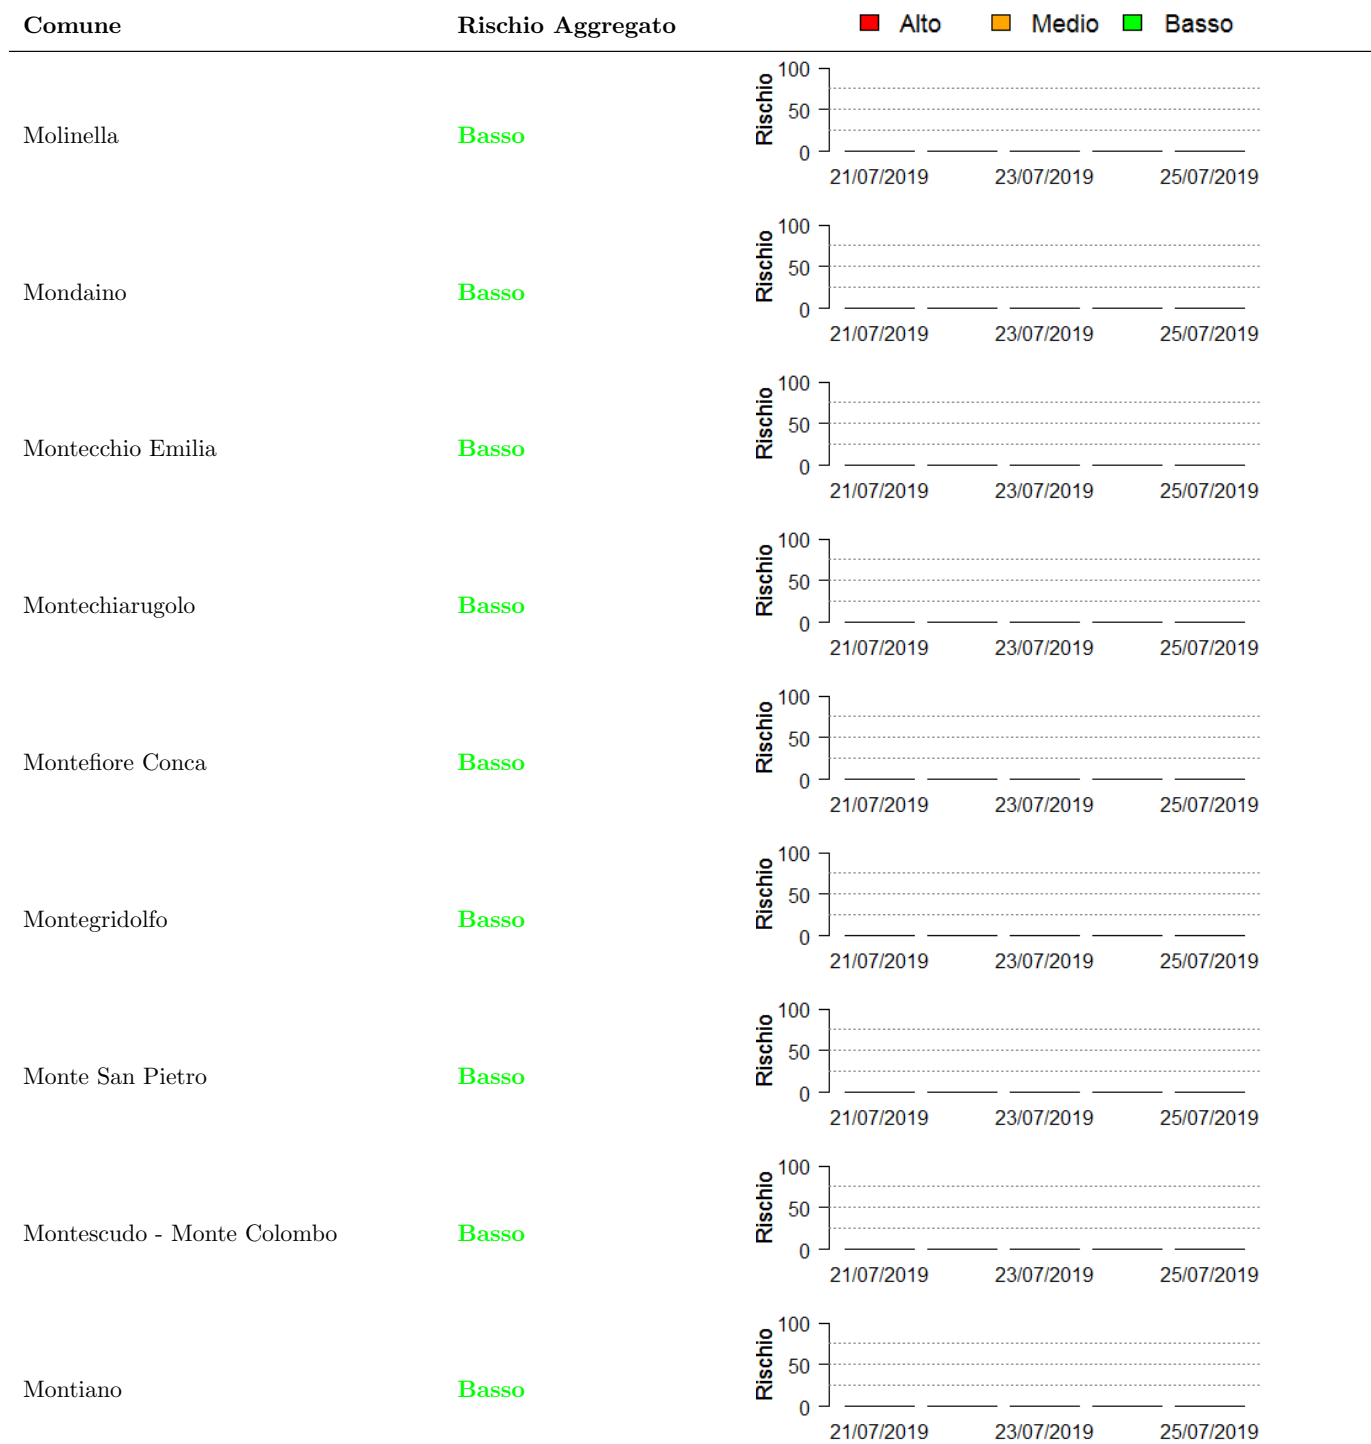 Comune Rischio Aggregato Alto Medio Basso
100
50
0
Rischio
Molinella Basso
21/07/2019 23/07/2019 25/07/2019
100
50
0
Rischio
Mondaino Basso
21/07/2019 23/07/2019 25/07/2019
100
50
0
Rischio
Montecchio Emilia Basso
21/07/2019 23/07/2019 25/07/2019
100
50
0
Rischio
Montechiarugolo Basso
21/07/2019 23/07/2019 25/07/2019
100
50
0
Rischio
Montefiore Conca Basso
21/07/2019 23/07/2019 25/07/2019
100
50
0
Rischio
Montegridolfo Basso
21/07/2019 23/07/2019 25/07/2019
100
50
0
Rischio
Monte San Pietro Basso
21/07/2019 23/07/2019 25/07/2019
100
50
0
Rischio
Montescudo - Monte Colombo Basso
21/07/2019 23/07/2019 25/07/2019
100
50
0
Rischio
Montiano Basso
21/07/2019 23/07/2019 25/07/2019